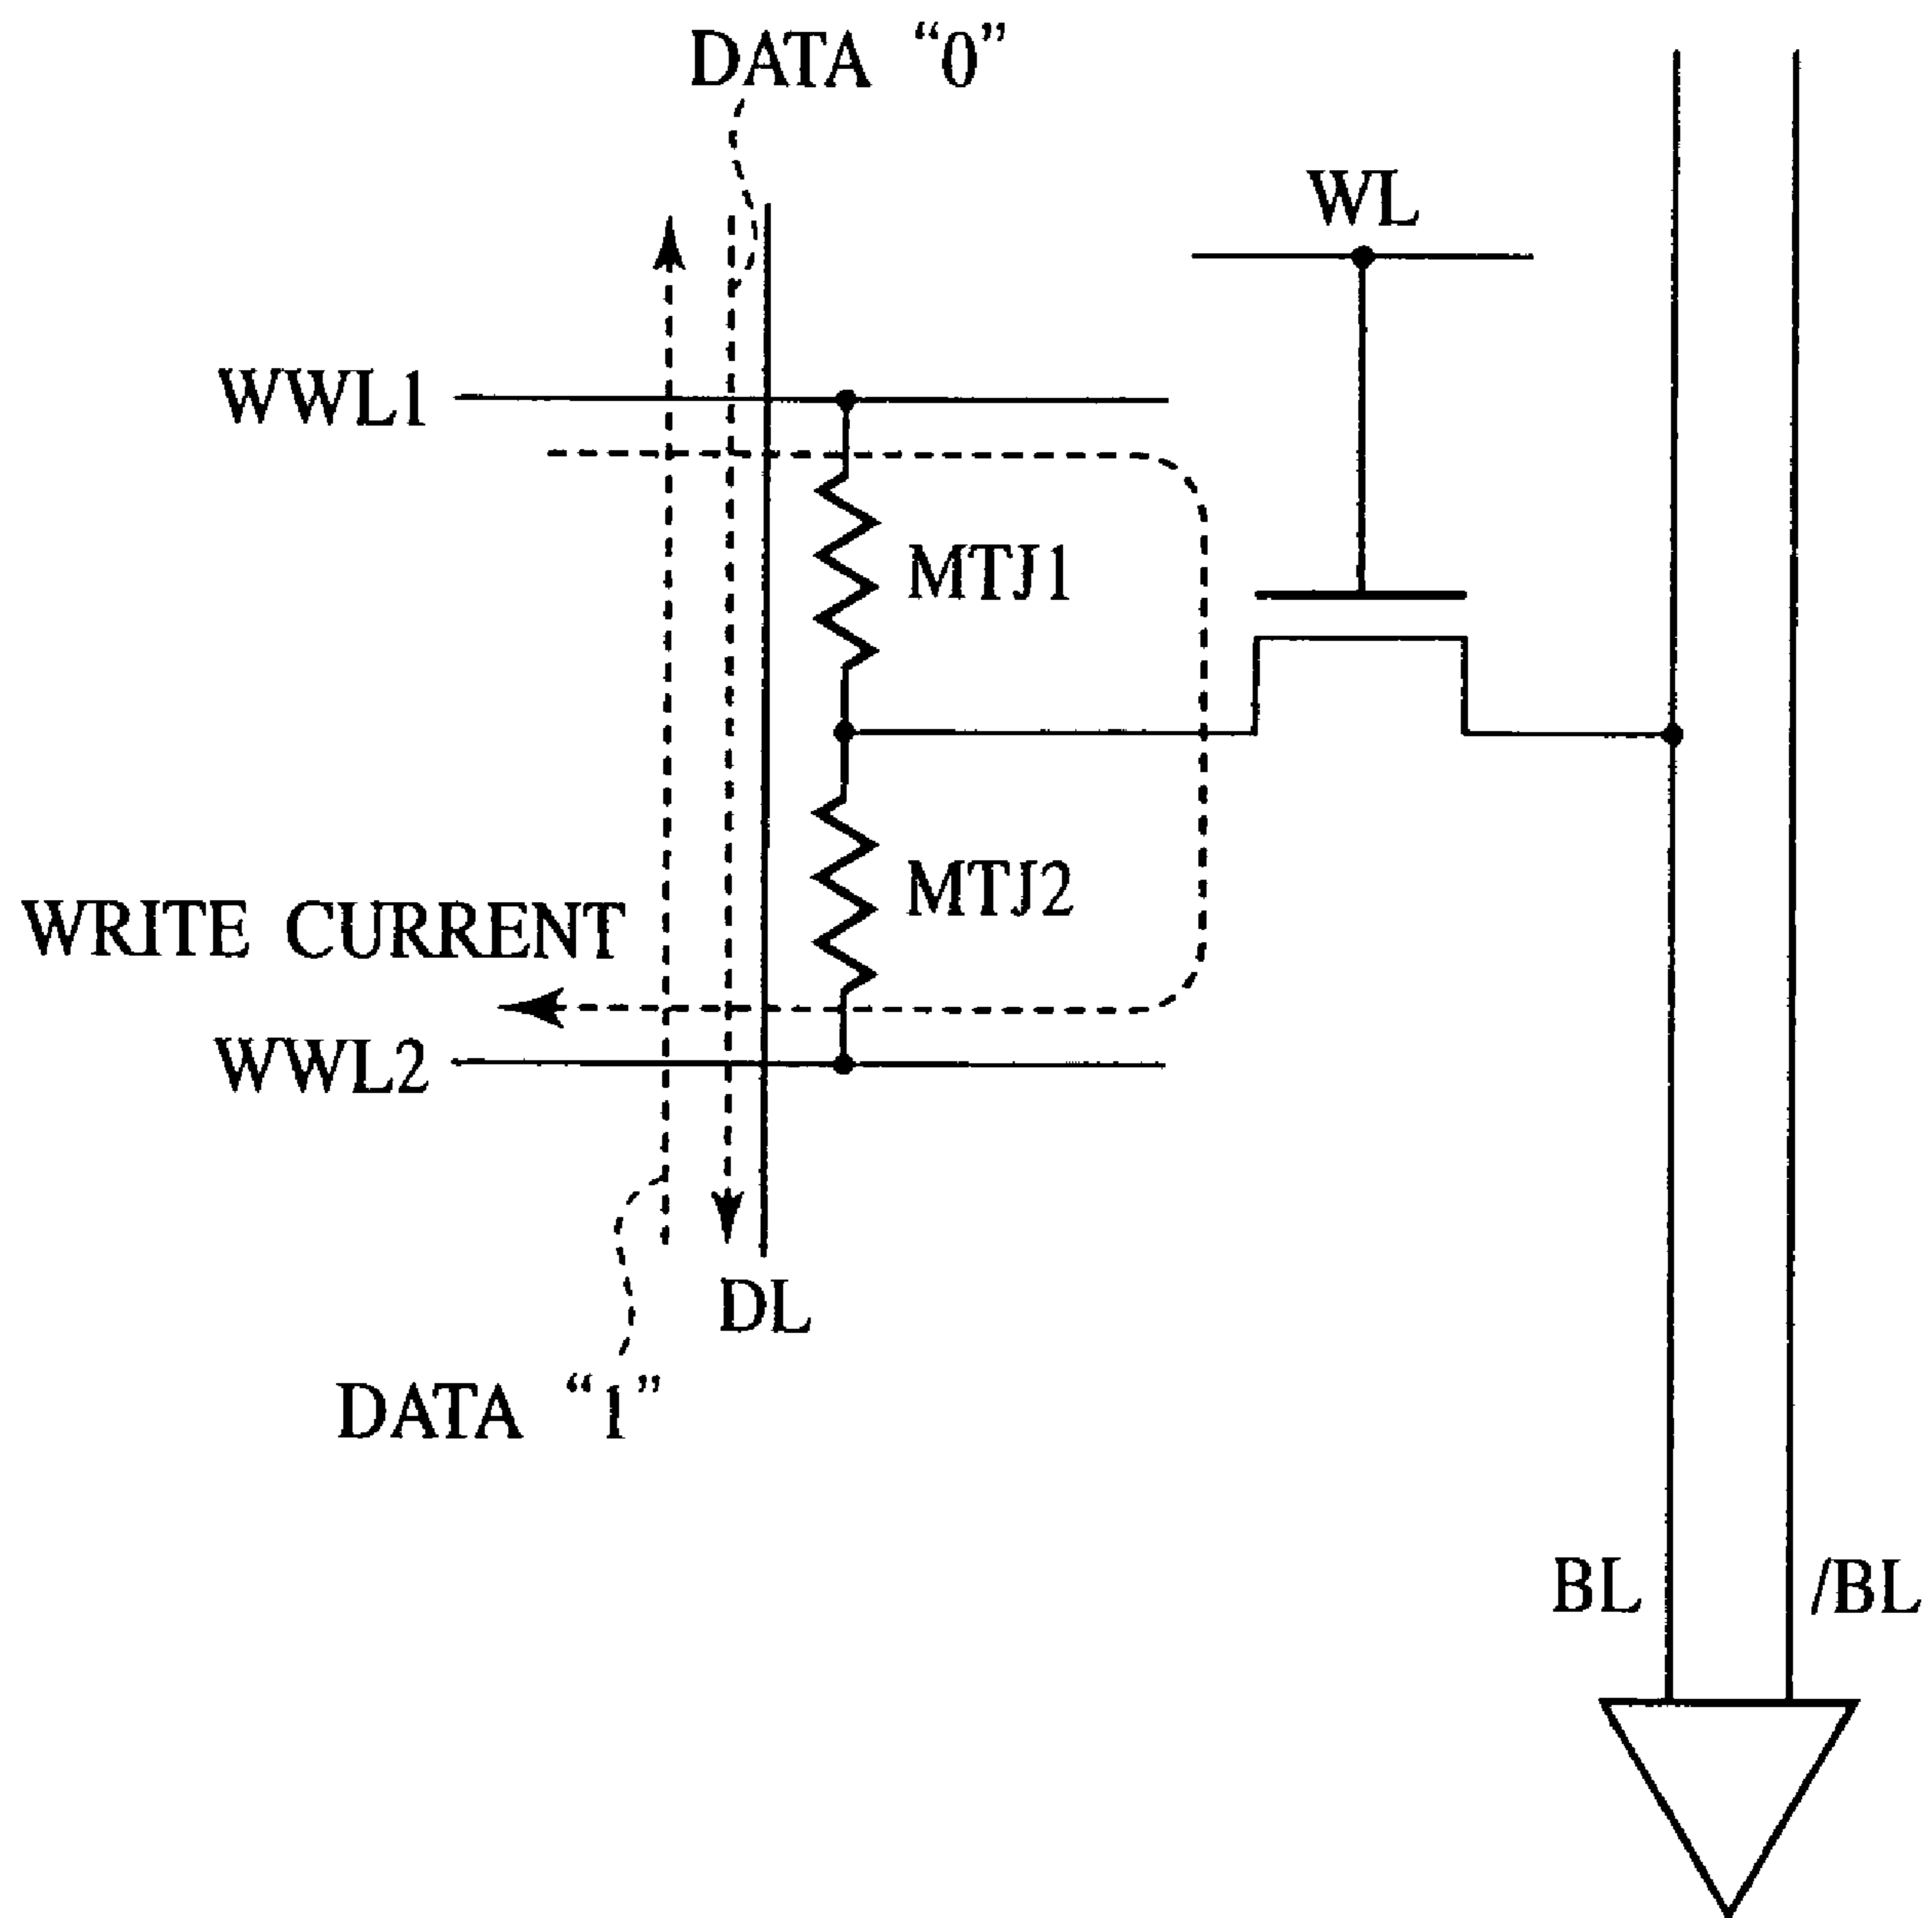 DATA “0”
WL
WWL1
MTJ1
MTJ2
WRITE CURRENT
WWL2
DL
DATA “1”
BL
/BL